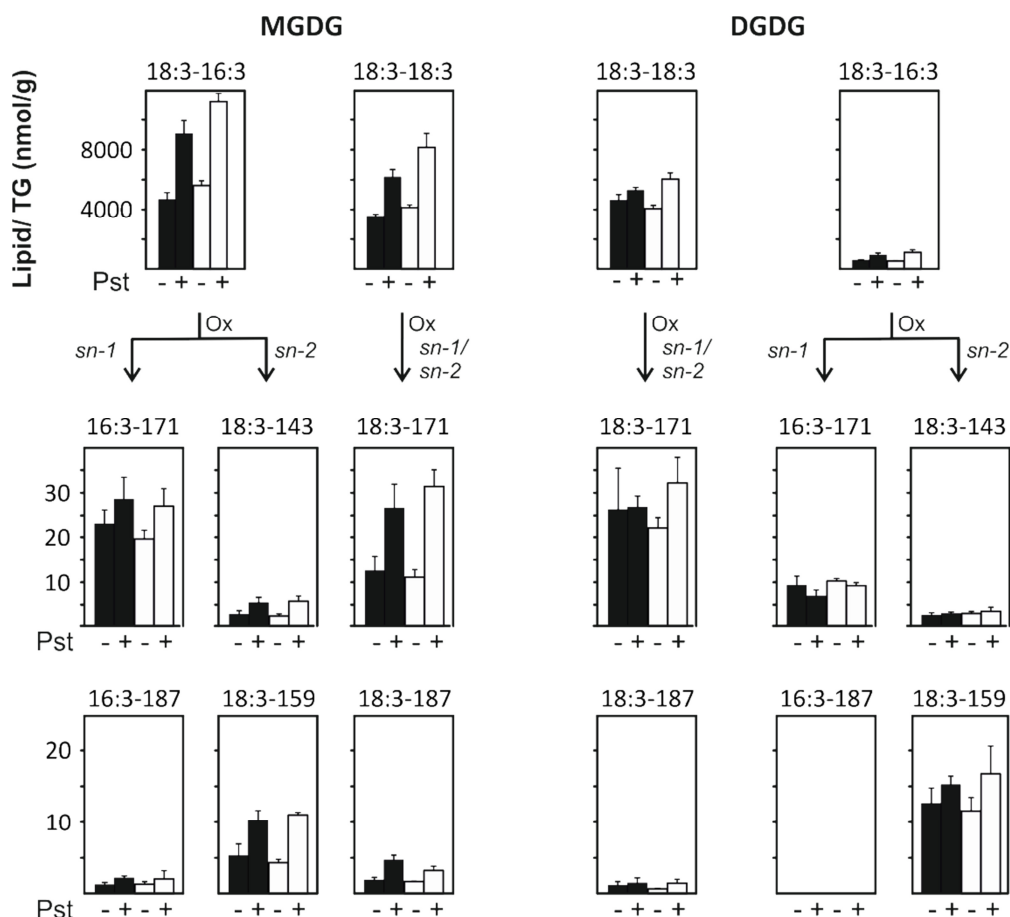 MGDG DGDG
18:3-16:3 18:3-18:3 18:3-18:3 18:3-16:3
Lipid/ TG (nmol/g)
8000
4000
Pst - + - + - + - + - + - + - + - +
Ox Ox Ox Ox
sn-1 sn-2 sn-1/ sn-1/ sn-1 sn-2
sn-2 sn-2
16:3-171 18:3-143 18:3-171 18:3-171 16:3-171 18:3-143
30
20
10
Pst - + - + - + - + - + - + - + - + - + - + - + - +
16:3-187 18:3-159 18:3-187 18:3-187 16:3-187 18:3-159
20
10
0
Pst - + - + - + - + - + - + - + - + - + - + - + - +